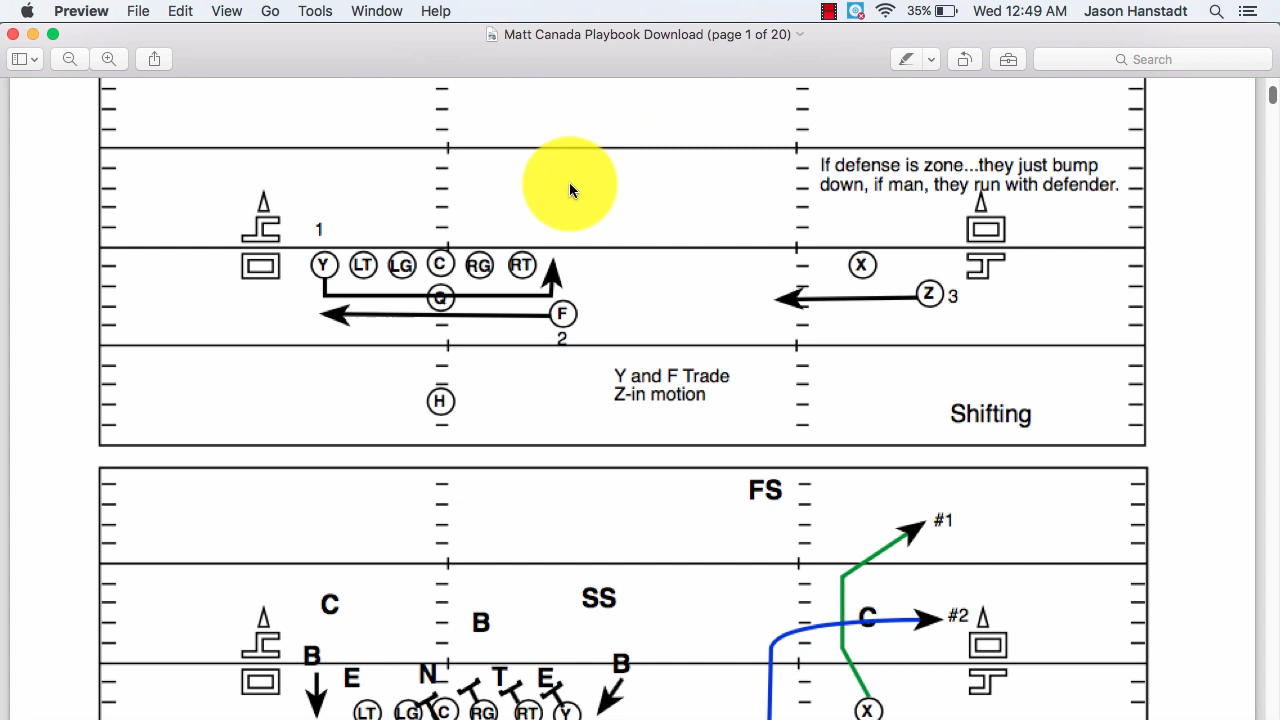 Preview File Edit View Go Tools Window Help 35% Wed 12:49 AM Jason Hanstadt
Matt Canada Playbook Download (page 1 of 20)
Search
If defense is zone...they just bump
down, if man, they run with defender.
1
Y LT LG C RG RT X
Q Z 3
F
2
Y and F Trade
Z-in motion
H
Shifting
FS
#1
C B SS C #2
B E N T E B
LT LG C RG RT Y X